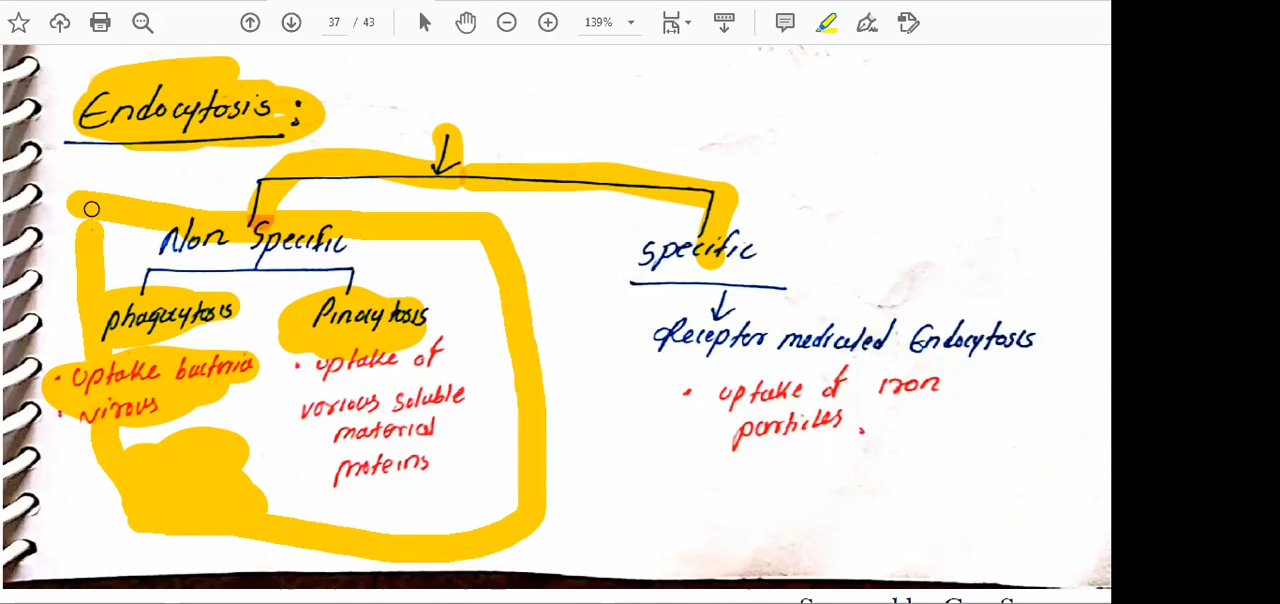 37 / 43
139%
Endocytosis :
Non Specific
specific
phagocytosis
Pinocytosis
Receptor mediated Endocytosis
• uptake bacteria
• uptake of
various soluble
material
proteins
• uptake of iron
particles.